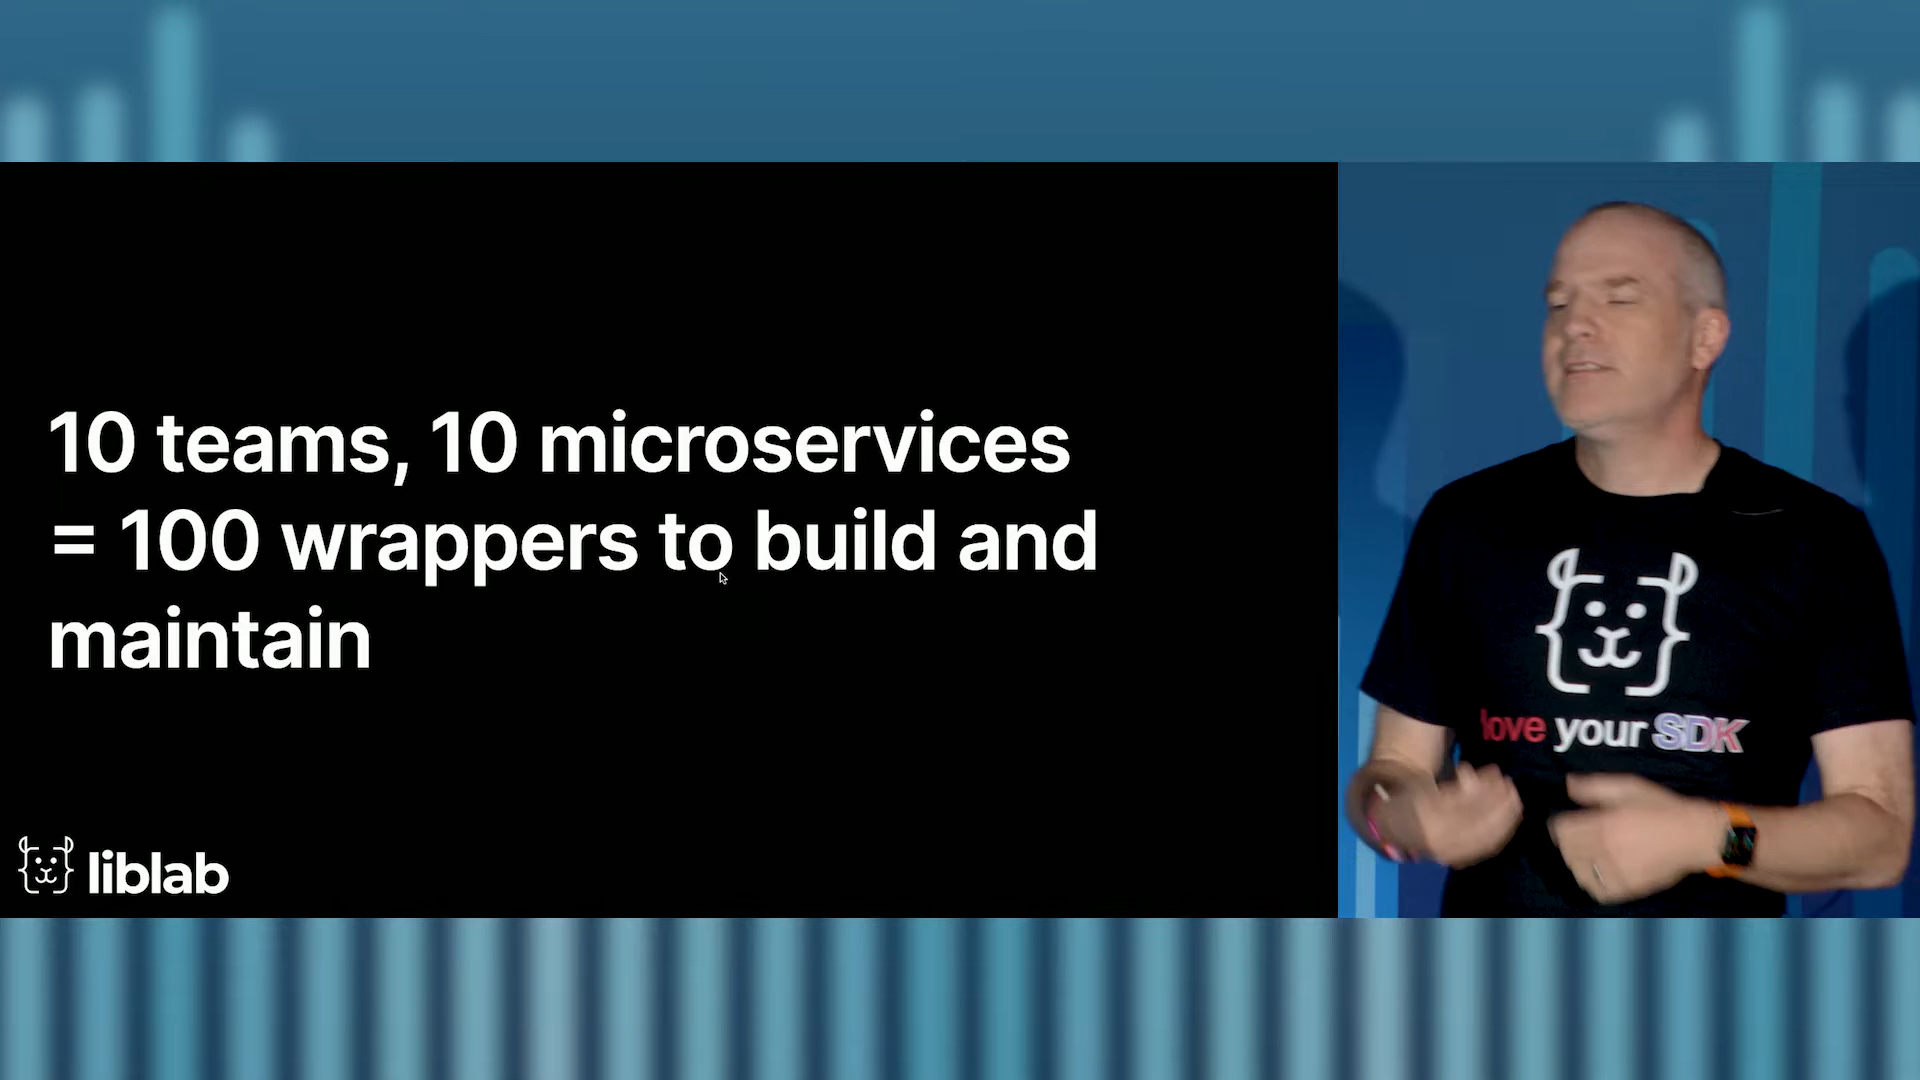 10 teams, 10 microservices
= 100 wrappers to build and
maintain
liblab
love your SDK